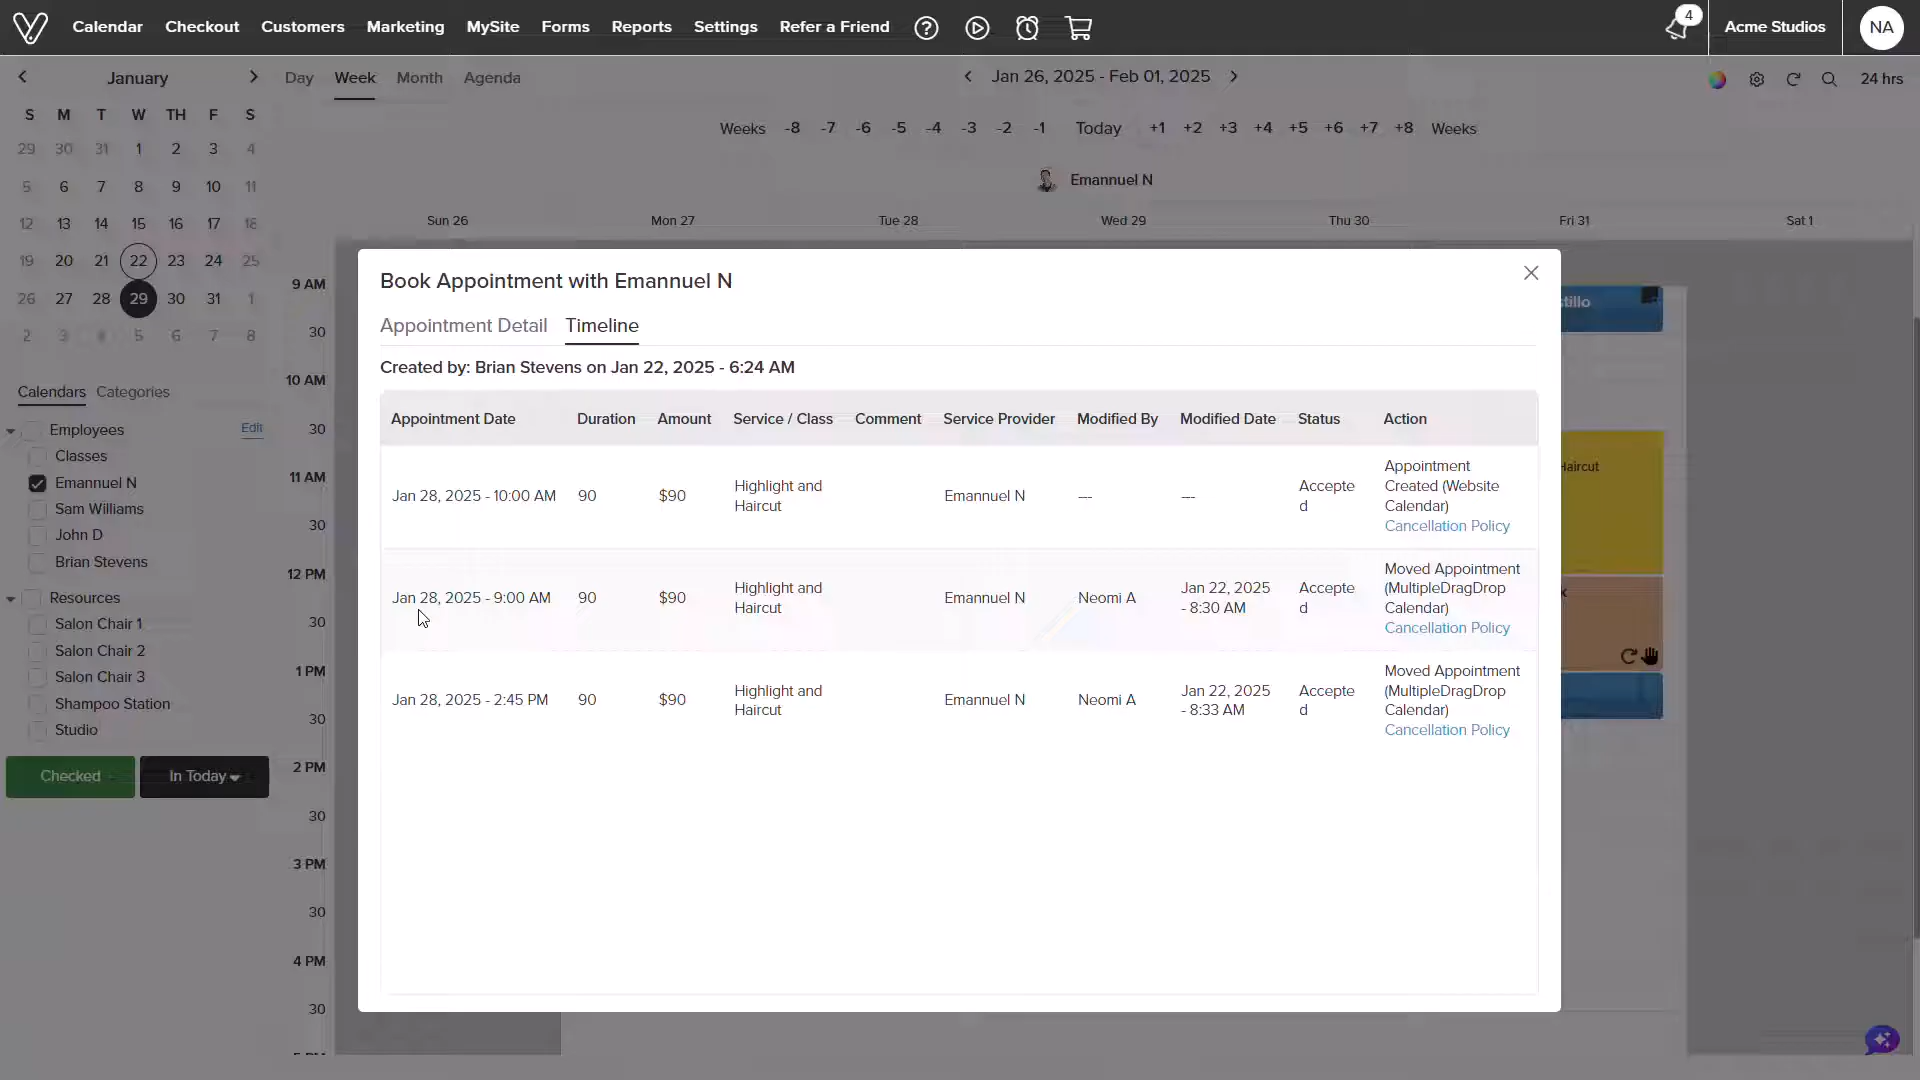 Calendar Checkout Customers Marketing MySite Forms Reports Settings Refer a Friend 4 Acme Studios NA
January Day Week Month Agenda Jan 26, 2025 - Feb 01, 2025 24 hrs
S M T W TH F S
Weeks -8 -7 -6 -5 -4 -3 -2 -1 Today +1 +2 +3 +4 +5 +6 +7 +8 Weeks
29 30 31 1 2 3 4
5 6 7 8 9 10 11
Emannuel N
12 13 14 15 16 17 18
Sun 26 Mon 27 Tue 28 Wed 29 Thu 30 Fri 31 Sat 1
19 20 21 22 23 24 25
26 27 28 29 30 31 1
2 3 4 5 6 7 8
Calendars Categories
Employees Edit
Classes
Emannuel N
Sam Williams
John D
Brian Stevens
Resources
Salon Chair 1
Salon Chair 2
Salon Chair 3
Shampoo Station
Studio
Checked In Today
9 AM
30
10 AM
30
11 AM
30
12 PM
30
1 PM
30
2 PM
30
3 PM
30
4 PM
30
Book Appointment with Emannuel N
Appointment Detail Timeline
Created by: Brian Stevens on Jan 22, 2025 - 6:24 AM
Appointment Date Duration Amount Service / Class Comment Service Provider Modified By Modified Date Status Action
Jan 28, 2025 - 10:00 AM 90 $90 Highlight and
Haircut Emannuel N --- --- Accepte
d Appointment
Created (Website
Calendar)
Cancellation Policy
Jan 28, 2025 - 9:00 AM 90 $90 Highlight and
Haircut Emannuel N Neomi A Jan 22, 2025
- 8:30 AM Accepte
d Moved Appointment
(MultipleDragDrop
Calendar)
Cancellation Policy
Jan 28, 2025 - 2:45 PM 90 $90 Highlight and
Haircut Emannuel N Neomi A Jan 22, 2025
- 8:33 AM Accepte
d Moved Appointment
(MultipleDragDrop
Calendar)
Cancellation Policy
tillo
Haircut